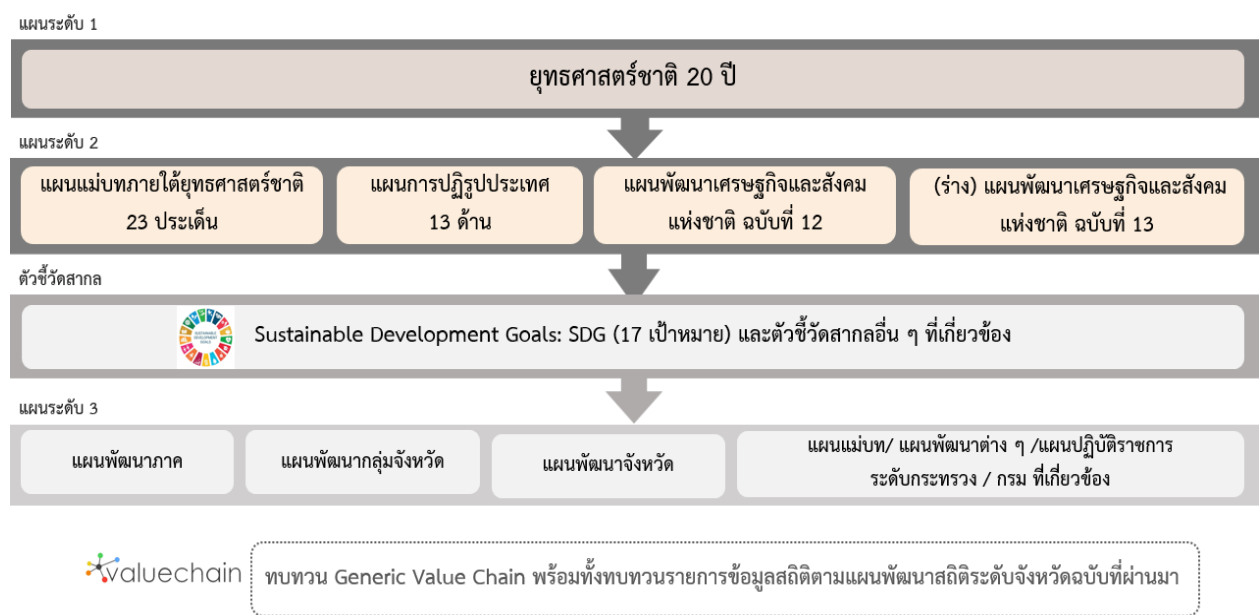 แผนระดับ 1
ยุทธศาสตร์ชาติ 20 ปี
แผนระดับ 2
แผนแม่บทภายใต้ยุทธศาสตร์ชาติ
23 ประเด็น
แผนการปฏิรูปประเทศ
13 ด้าน
แผนพัฒนาเศรษฐกิจและสังคม
แห่งชาติ ฉบับที่ 12
(ร่าง) แผนพัฒนาเศรษฐกิจและสังคม
แห่งชาติ ฉบับที่ 13
ตัวชี้วัดสากล
Sustainable Development Goals: SDG (17 เป้าหมาย) และตัวชี้วัดสากลอื่น ๆ ที่เกี่ยวข้อง
แผนระดับ 3
แผนพัฒนาภาค
แผนพัฒนากลุ่มจังหวัด
แผนพัฒนาจังหวัด
แผนแม่บท/ แผนพัฒนาต่าง ๆ /แผนปฏิบัติราชการ
ระดับกระทรวง / กรม ที่เกี่ยวข้อง
valuechain
ทบทวน Generic Value Chain พร้อมทั้งทบทวนรายการข้อมูลสถิติตามแผนพัฒนาสถิติระดับจังหวัดฉบับที่ผ่านมา